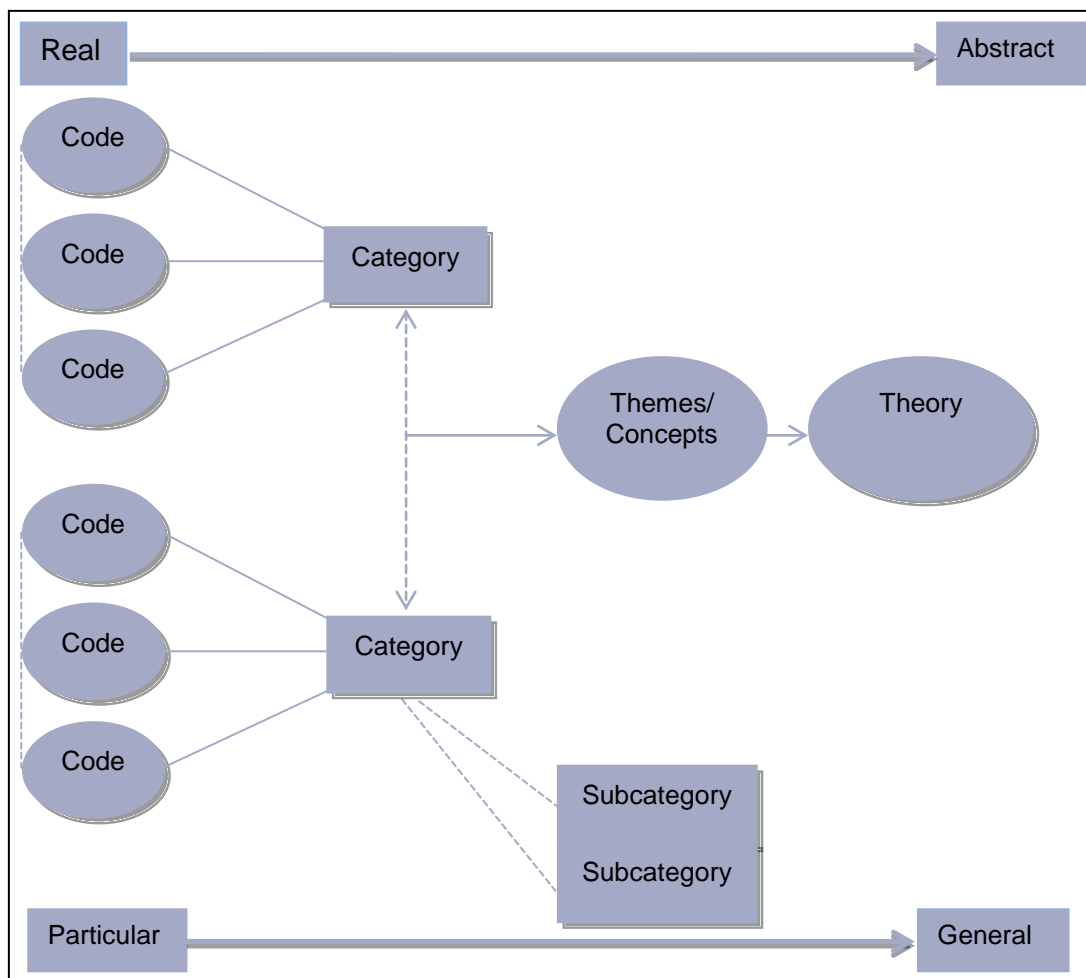 Real
Abstract
Code
Code
Category
Code
Themes/
Concepts
Theory
Code
Code
Category
Code
Subcategory
Subcategory
Particular
General